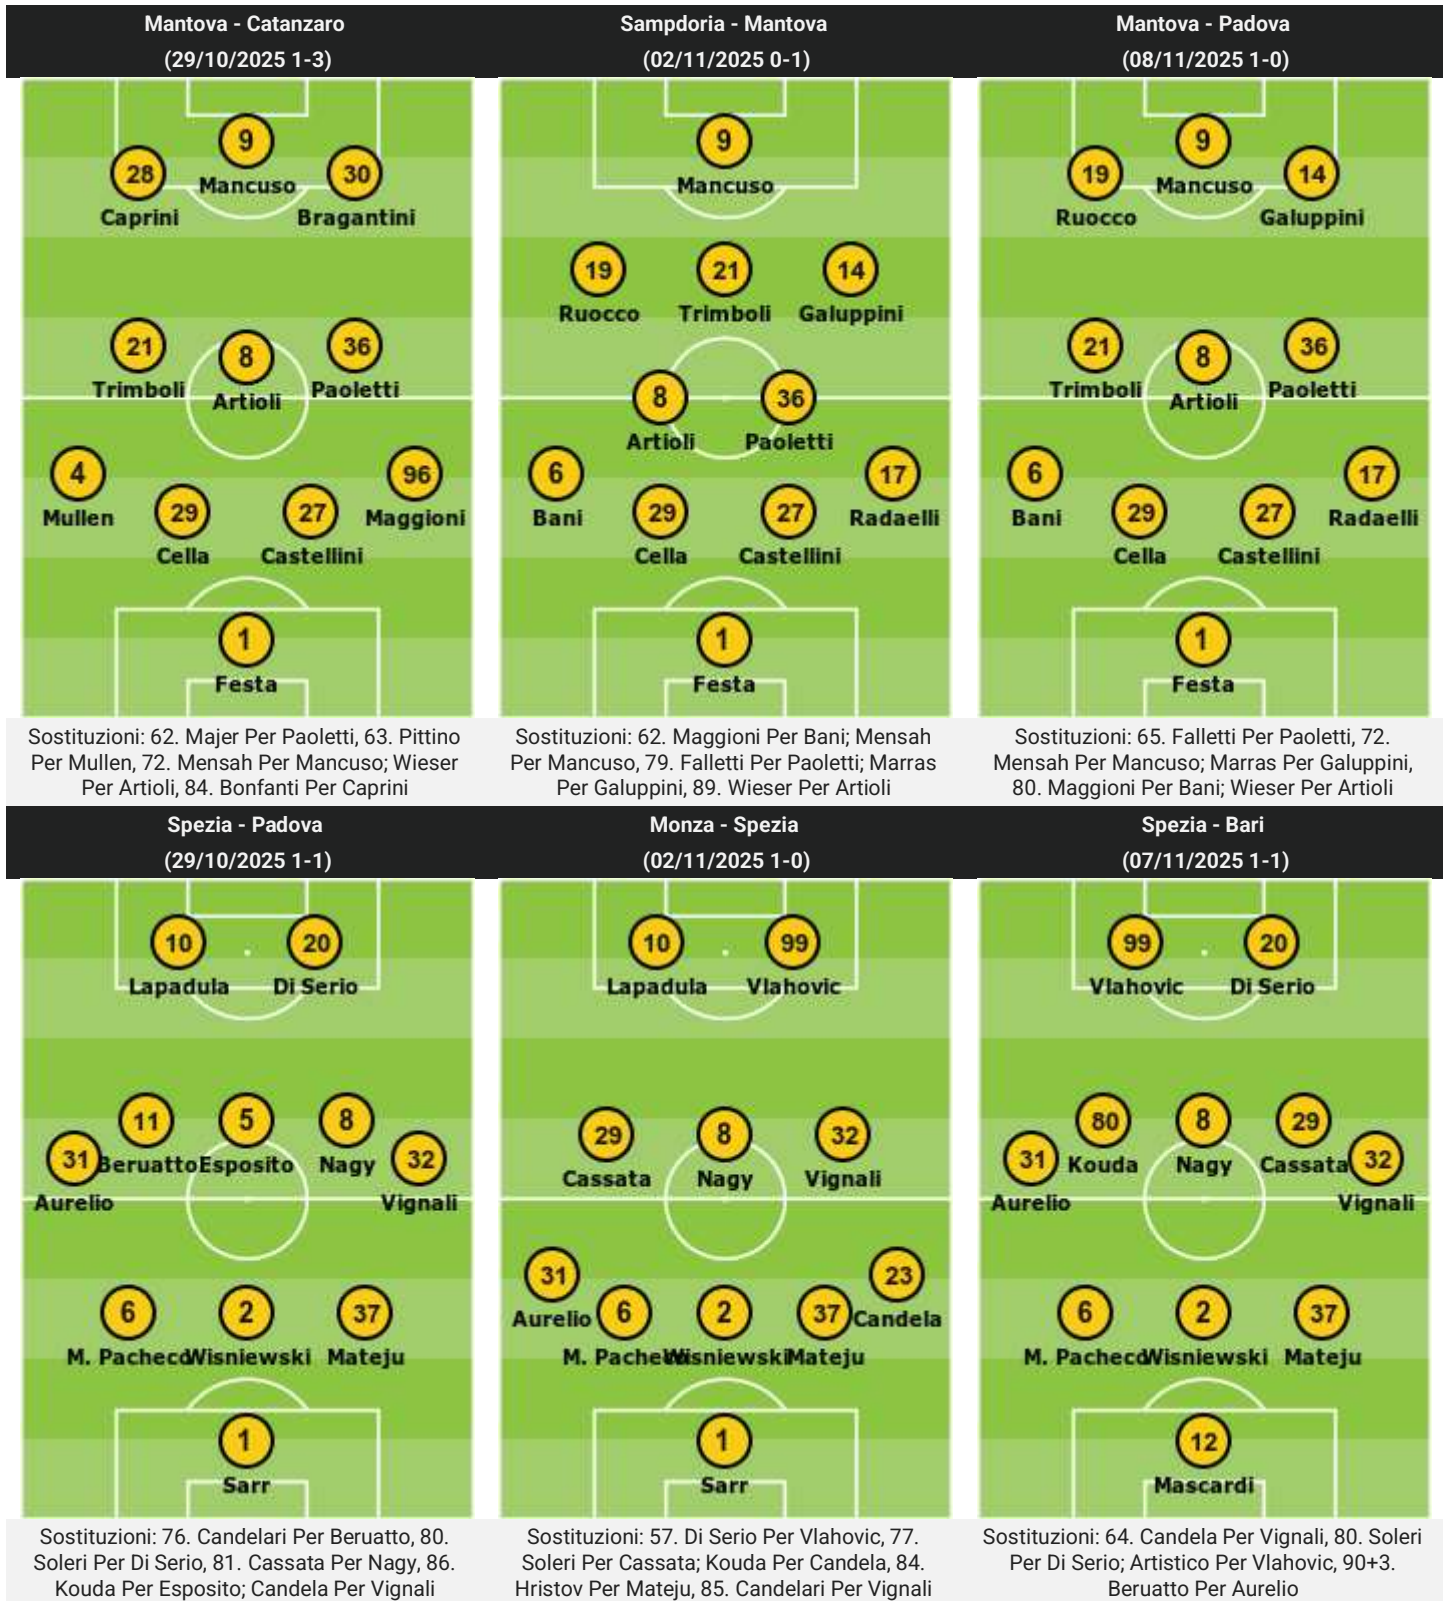 Mantova - Catanzaro
(29/10/2025 1-3)
9
28
30
Mancuso
Caprini
Bragantini
21
8
36
Trimboli
Artioli
Paoletti
4
96
29
27
Mullen
Maggioni
Cella
Castellini
1
Festa
Sostituzioni: 62. Majer Per Paoletti, 63. Pittino
Per Mullen, 72. Mensah Per Mancuso; Wieser
Per Artioli, 84. Bonfanti Per Caprini
Sampdoria - Mantova
(02/11/2025 0-1)
9
Mancuso
19
21
14
Ruocco
Trimboli
Galuppini
8
36
Artioli
Paoletti
6
17
29
27
Bani
Radaelli
Cella
Castellini
1
Festa
Sostituzioni: 62. Maggioni Per Bani; Mensah
Per Mancuso, 79. Falletti Per Paoletti; Marras
Per Galuppini, 89. Wieser Per Artioli
Mantova - Padova
(08/11/2025 1-0)
9
19
14
Mancuso
Ruocco
Galuppini
21
8
36
Trimboli
Artioli
Paoletti
6
17
29
27
Bani
Radaelli
Cella
Castellini
1
Festa
Sostituzioni: 65. Falletti Per Paoletti, 72.
Mensah Per Mancuso; Marras Per Galuppini,
80. Maggioni Per Bani; Wieser Per Artioli
Spezia - Padova
(29/10/2025 1-1)
10
20
Lapadula
Di Serio
11
5
8
31
32
Beruatto
Esposito
Nagy
Aurelio
Vignali
6
2
37
M. Pacheco
Wisniewski
Mateju
1
Sarr
Sostituzioni: 76. Candelari Per Beruatto, 80.
Soleri Per Di Serio, 81. Cassata Per Nagy, 86.
Kouda Per Esposito; Candela Per Vignali
Monza - Spezia
(02/11/2025 1-0)
10
99
Lapadula
Vlahovic
29
8
32
Cassata
Nagy
Vignali
31
23
6
2
37
Aurelio
Candela
M. Pacheco
Wisniewski
Mateju
1
Sarr
Sostituzioni: 57. Di Serio Per Vlahovic, 77.
Soleri Per Cassata; Kouda Per Candela, 84.
Hristov Per Mateju, 85. Candelari Per Vignali
Spezia - Bari
(07/11/2025 1-1)
99
20
Vlahovic
Di Serio
80
8
29
31
32
Kouda
Nagy
Cassata
Aurelio
Vignali
6
2
37
M. Pacheco
Wisniewski
Mateju
12
Mascardi
Sostituzioni: 64. Candela Per Vignali, 80. Soleri
Per Di Serio; Artistico Per Vlahovic, 90+3.
Beruatto Per Aurelio